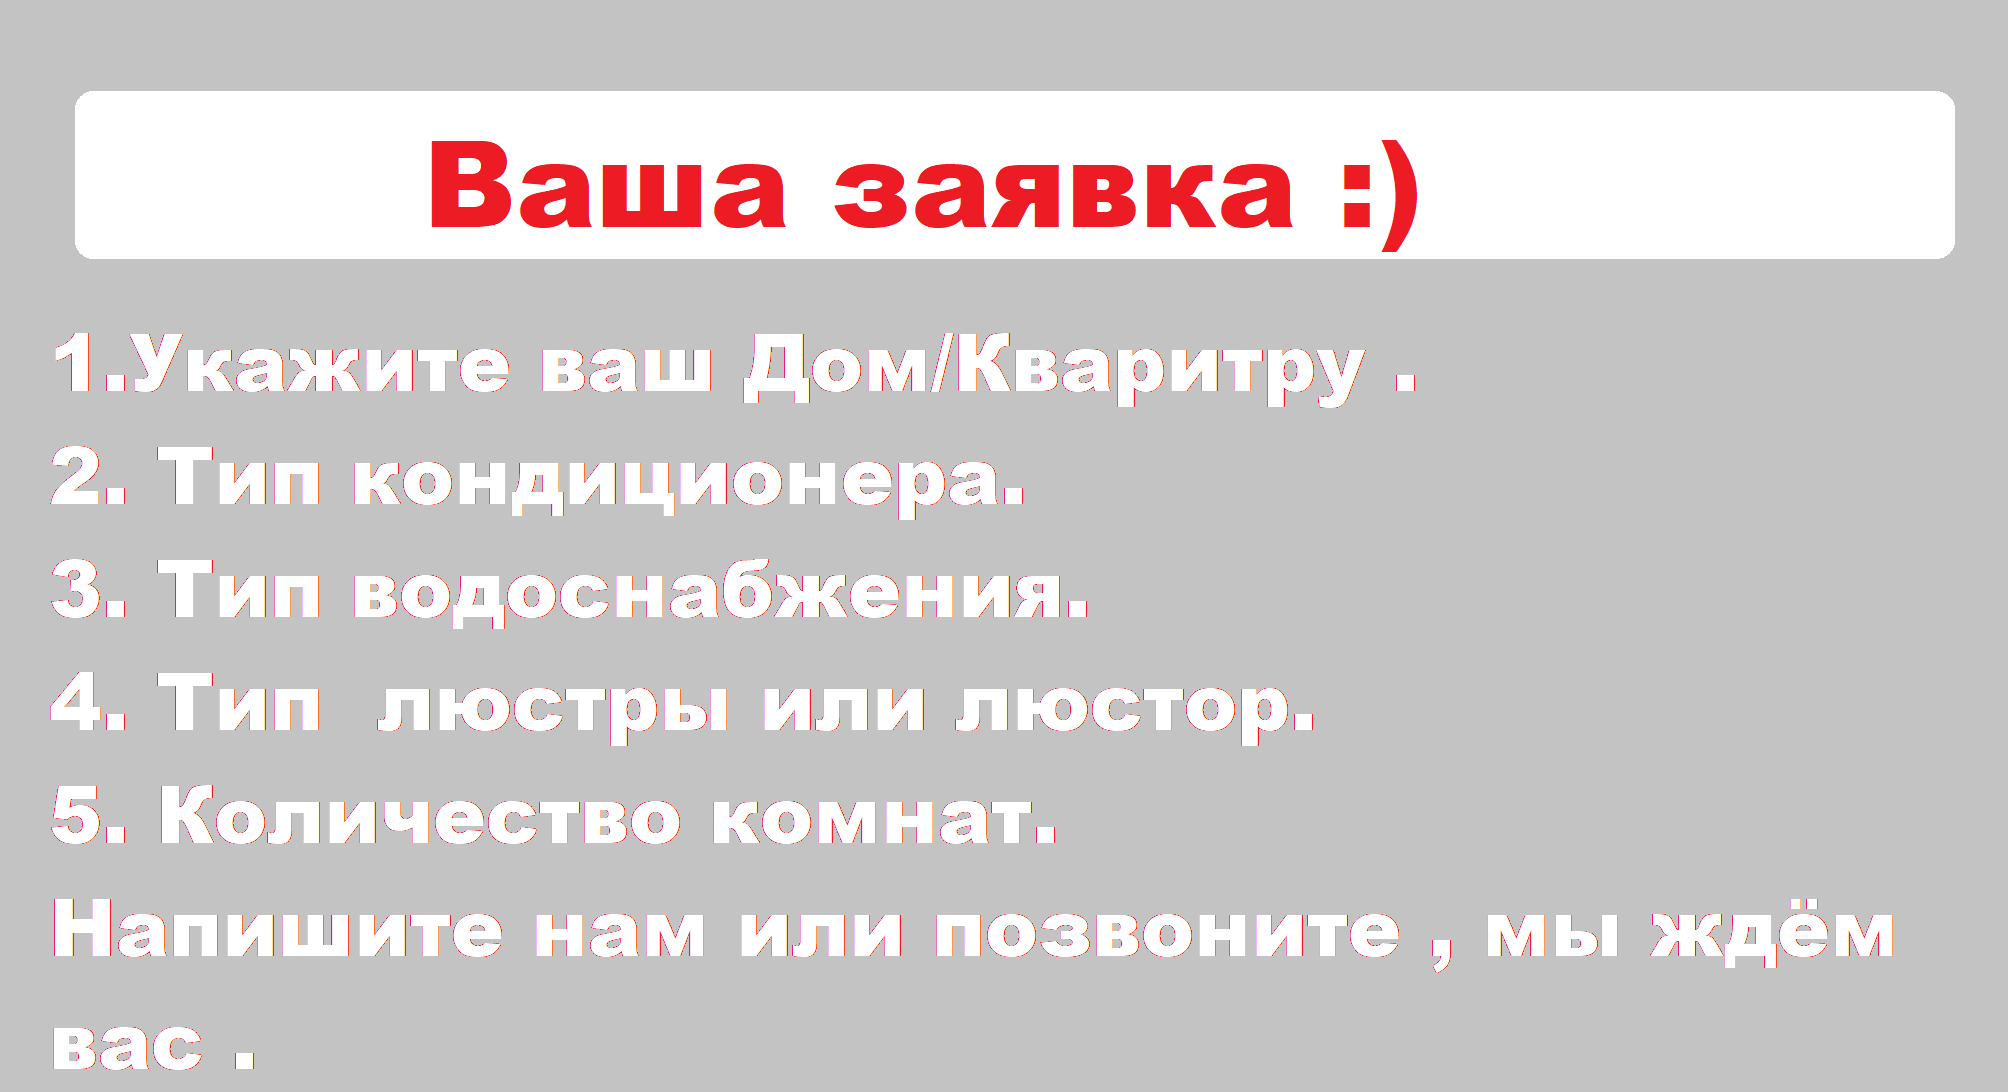 Ваша заявка :)
1.Укажите ваш Дом/Кваритру .
2. Тип кондиционера.
3. Тип водоснабжения.
4. Тип  люстры или люстор.
5. Количество комнат.
Напишите нам или позвоните , мы ждём
вас .